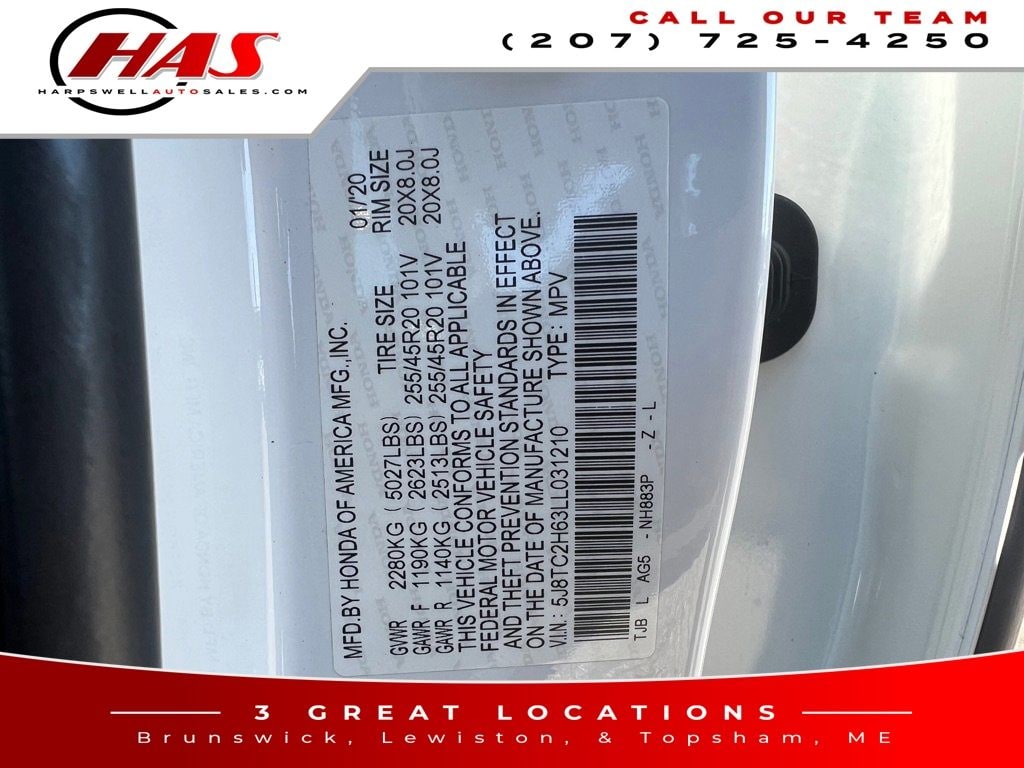 HAS
HARPSWELLAUTOSALES.COM
CALL OUR TEAM
(207) 725-4250
MFD.BY HONDA OF AMERICA MFG.,INC. 01/20
GVWR 2280KG ( 5027LBS) TIRE SIZE RIM SIZE
GAWR F 1190KG ( 2623LBS) 255/45R20 101V 20X8.0J
GAWR R 1140KG ( 2513LBS) 255/45R20 101V 20X8.0J
THIS VEHICLE CONFORMS TO ALL APPLICABLE
FEDERAL MOTOR VEHICLE SAFETY
AND THEFT PREVENTION STANDARDS IN EFFECT
ON THE DATE OF MANUFACTURE SHOWN ABOVE.
V.I.N.: 5J8TC2H63LL031210 TYPE: MPV
TJB L AG5 - NH883P - Z - L
3 GREAT LOCATIONS
Brunswick, Lewiston, & Topsham, ME